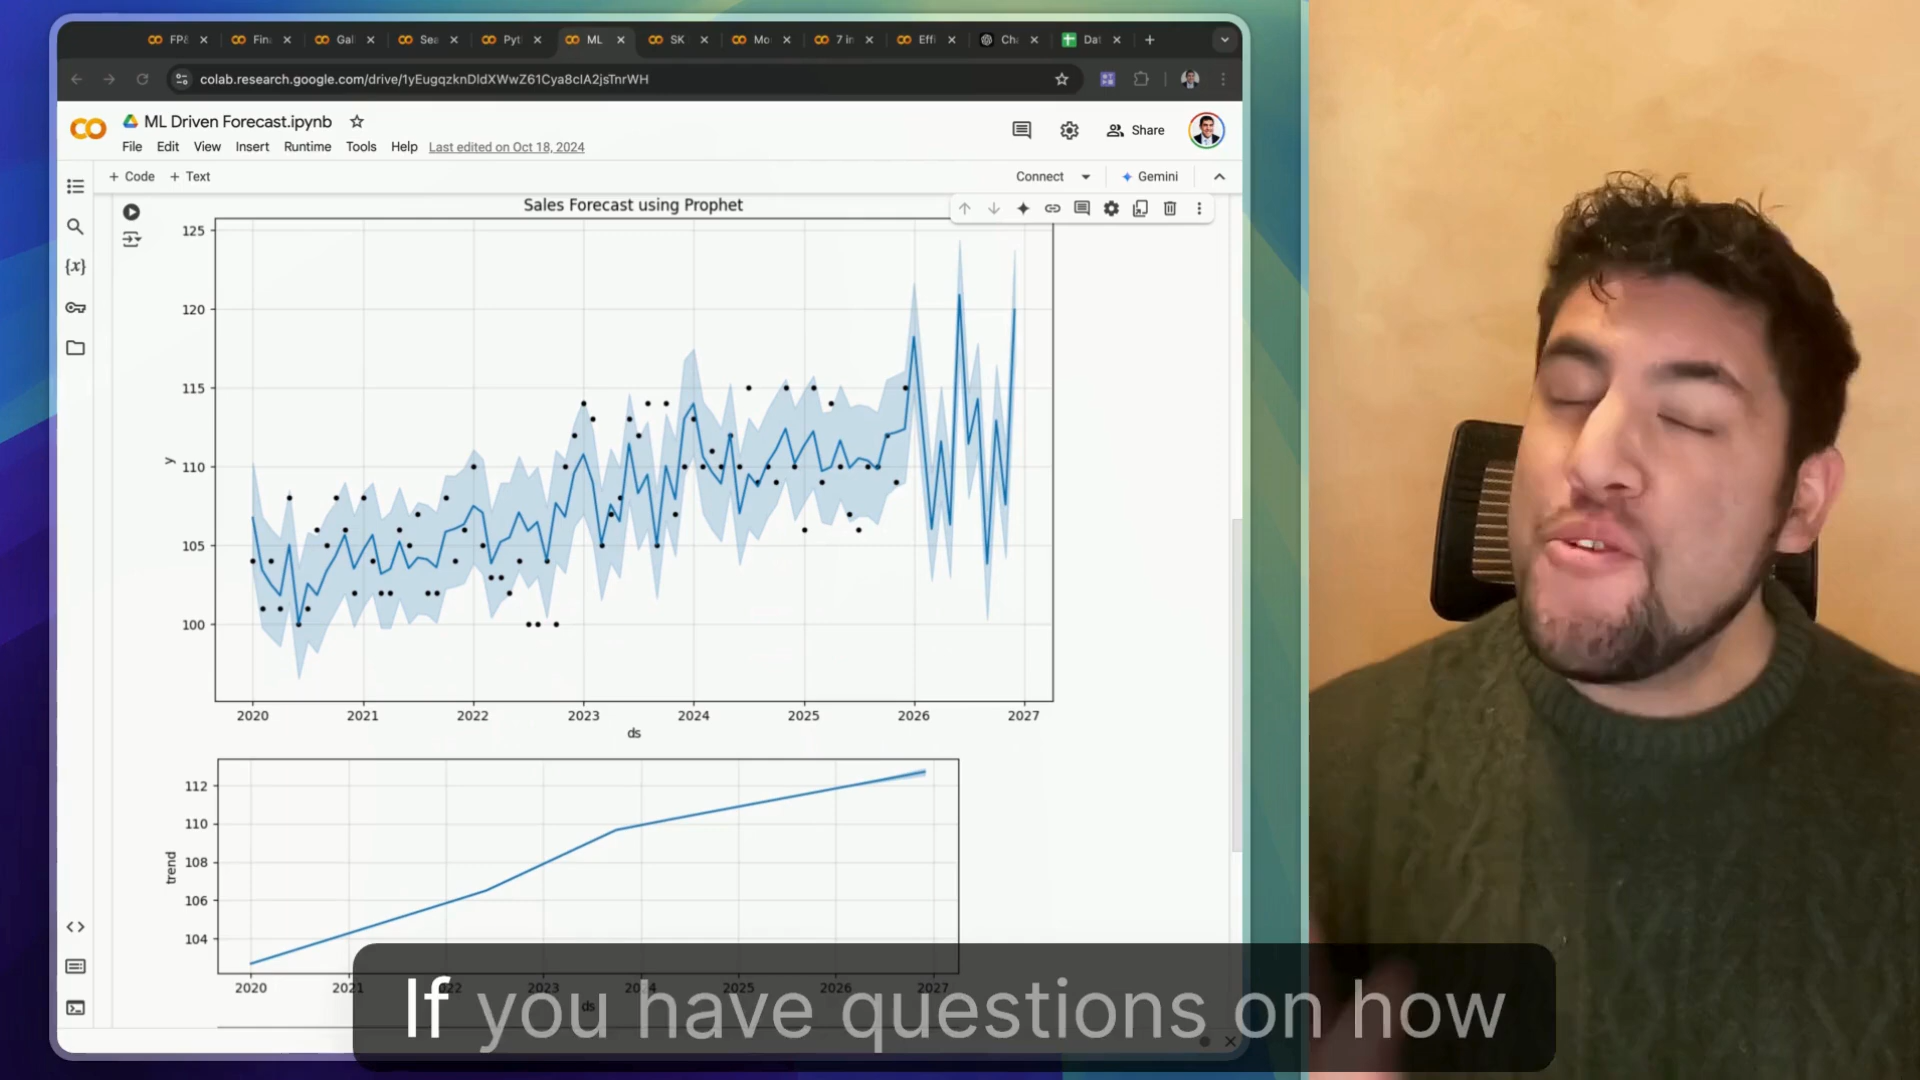 FP&
Fin
Gal
Sea
Pyt
ML
SK
Mo
7 in
Effi
Ch
Dat
colab.research.google.com/drive/1yEugqzknDldXWwZ61Cya8clA2jsTnrWH
ML Driven Forecast.ipynb
Share
File Edit View Insert Runtime Tools Help Last edited on Oct 18, 2024
+ Code + Text
Connect
Gemini
Sales Forecast using Prophet
125
120
115
110
105
100
y
2020 2021 2022 2023 2024 2025 2026 2027
ds
112
110
108
106
104
trend
2020 2021 2022 2023 2024 2025 2026 2027
ds
If you have questions on how